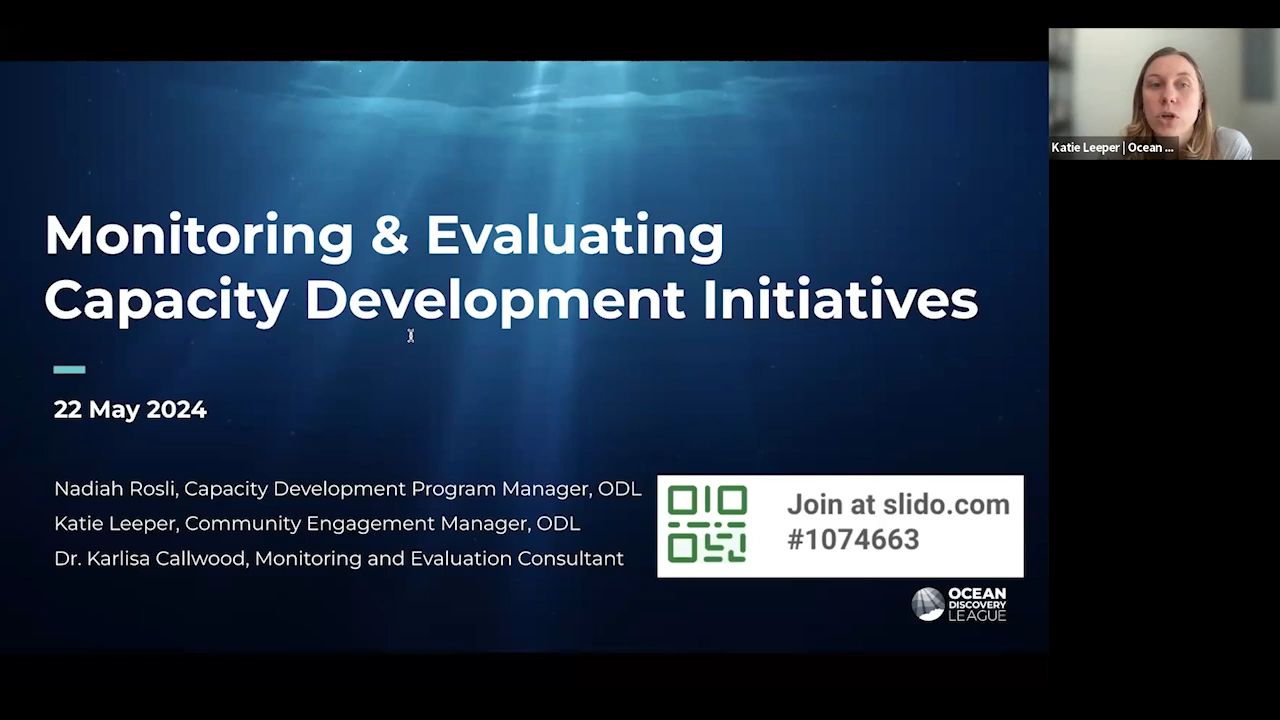 Monitoring & Evaluating
Capacity Development Initiatives
22 May 2024
Nadiah Rosli, Capacity Development Program Manager, ODL
Katie Leeper, Community Engagement Manager, ODL
Dr. Karlisa Callwood, Monitoring and Evaluation Consultant
Join at slido.com
#1074663
OCEAN
DISCOVERY
LEAGUE
Katie Leeper | Ocean ...